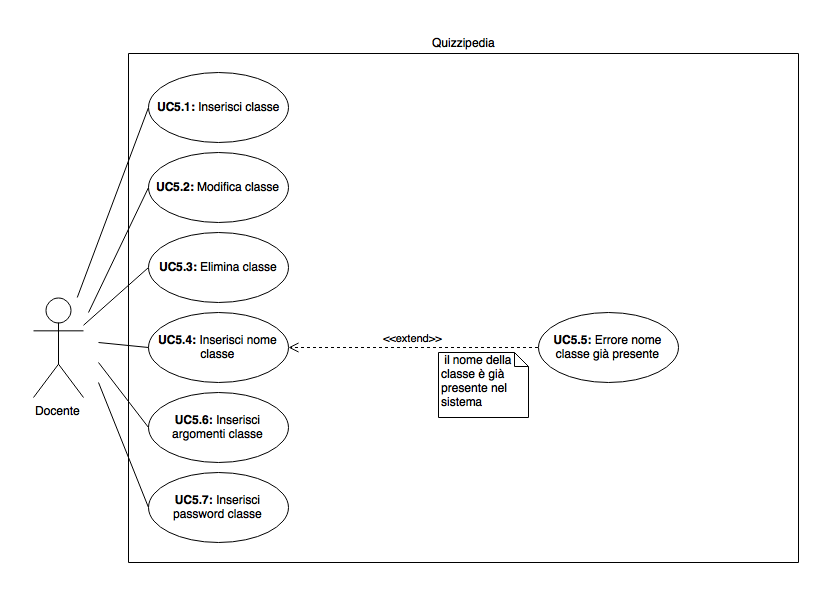 Quizzipedia
UC5.1: Inserisci classe
UC5.2: Modifica classe
UC5.3: Elimina classe
UC5.4: Inserisci nome
classe
<<extend>>
il nome della
classe è già
presente nel
sistema
UC5.5: Errore nome
classe già presente
Docente
UC5.6: Inserisci
argomenti classe
UC5.7: Inserisci
password classe